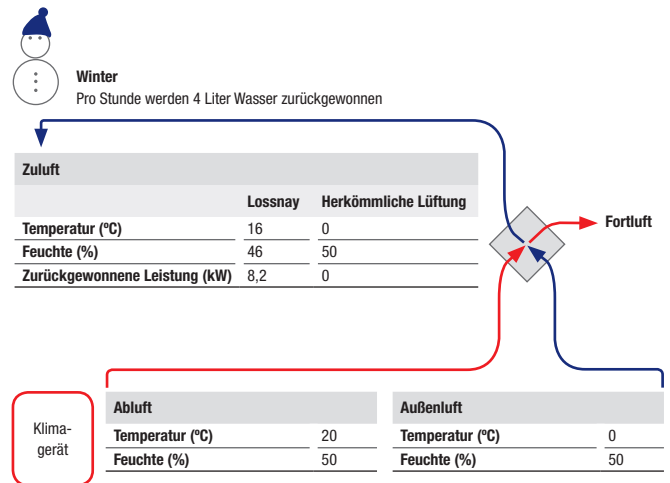 Winter
Pro Stunde werden 4 Liter Wasser zurückgewonnen
Zuluft
Lossnay Herkömmliche Lüftung
Temperatur (ºC) 16 0
Feuchte (%) 46 50
Zurückgewonnene Leistung (kW) 8,2 0
Fortluft
Klima-
gerät
Abluft
Temperatur (ºC) 20
Feuchte (%) 50
Außenluft
Temperatur (ºC) 0
Feuchte (%) 50